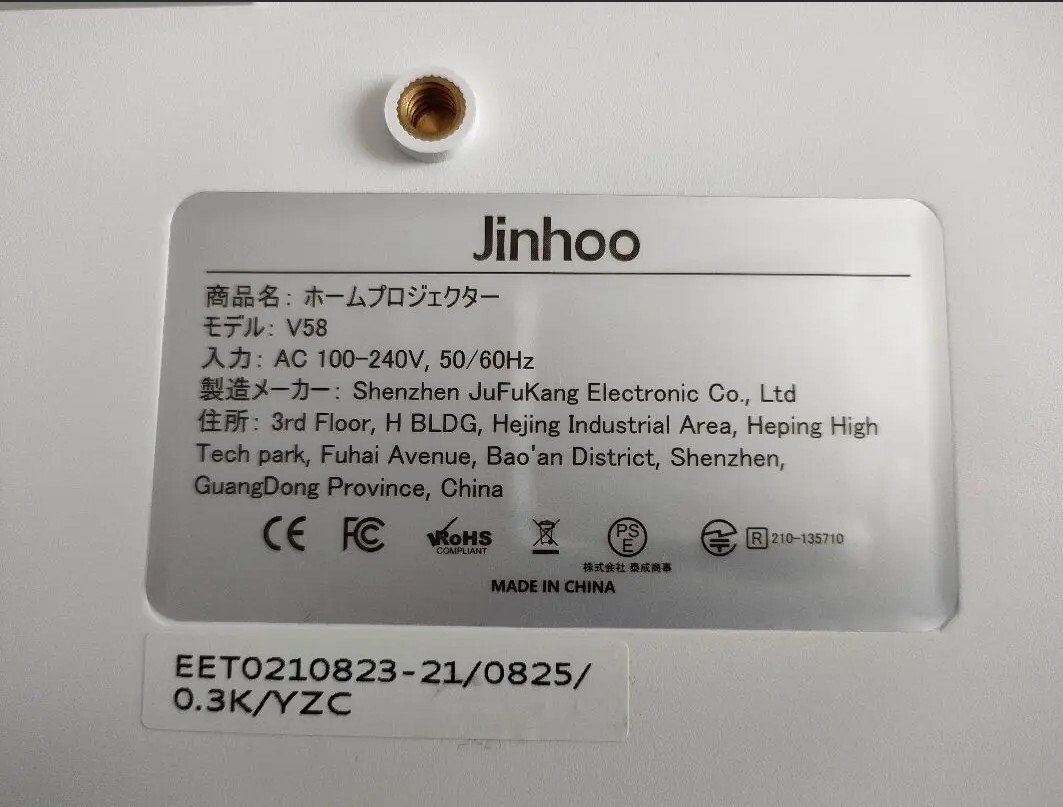 Jinhoo
商品名: ホームプロジェクター
モデル: V58
入力: AC 100-240V, 50/60Hz
製造メーカー: Shenzhen JuFuKang Electronic Co., Ltd
住所: 3rd Floor, H BLDG, Hejing Industrial Area, Heping High
Tech park, Fuhai Avenue, Bao'an District, Shenzhen,
GuangDong Province, China
CE FC RoHS COMPLIANT PSE R 210-135710
株式会社 泰成商事
MADE IN CHINA
EET0210823-21/0825/
0.3K/YZC